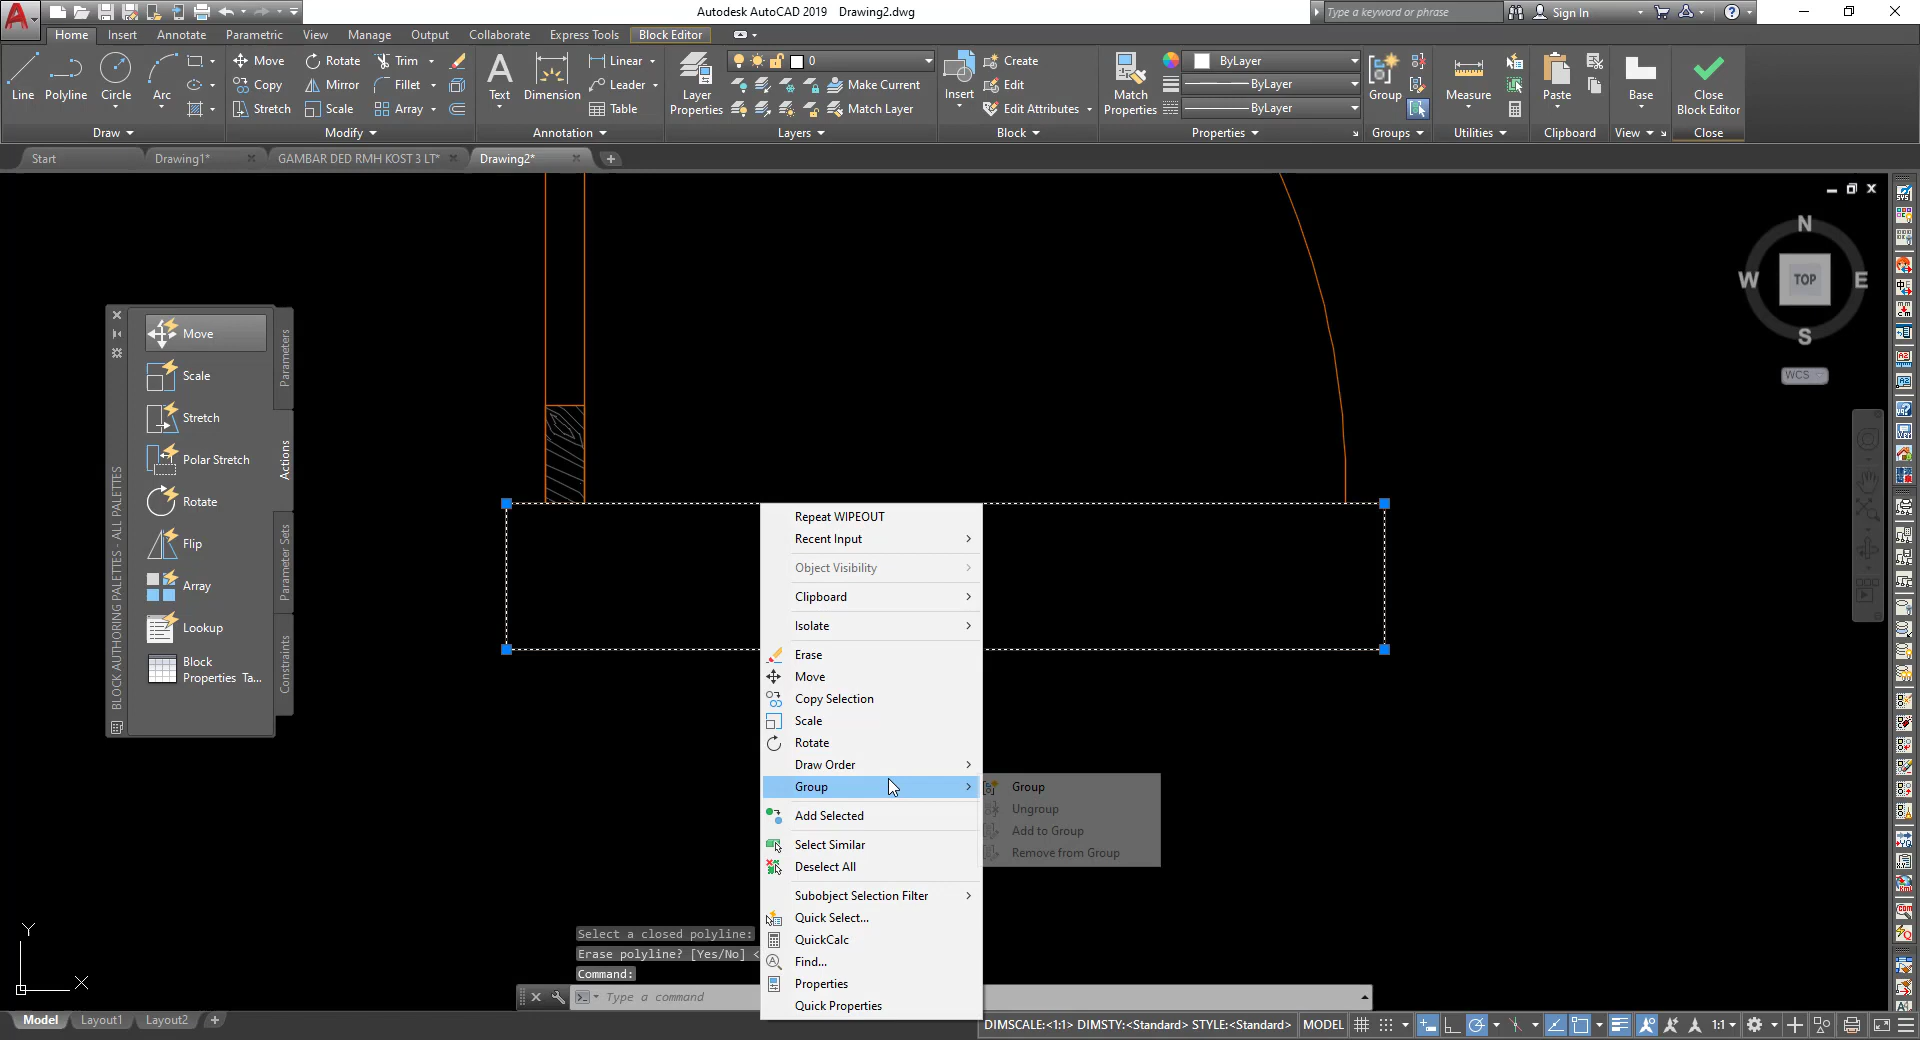 Autodesk AutoCAD 2019 Drawing2.dwg
Type a keyword or phrase
Sign In
Home Insert Annotate Parametric View Manage Output Collaborate Express Tools Block Editor
Line
Polyline
Circle
Arc
Draw
Move
Copy
Stretch
Rotate
Mirror
Scale
Trim
Fillet
Array
Modify
Text
Dimension
Linear
Leader
Table
Annotation
Layer
Properties
0
Make Current
Match Layer
Layers
Insert
Create
Edit
Edit Attributes
Block
Match
Properties
ByLayer
ByLayer
ByLayer
Properties
Group
Groups
Measure
Utilities
Paste
Clipboard
Base
View
Close
Block Editor
Close
Start Drawing1* GAMBAR DED RMH KOST 3 LT* Drawing2*
N
W
TOP
E
S
WCS
Move
Scale
Stretch
Polar Stretch
Rotate
Flip
Array
Lookup
Block
Properties Ta...
Parameters
Actions
Parameter Sets
Constraints
BLOCK AUTHORING PALETTES - ALL PALETTES
Repeat WIPEOUT
Recent Input
Object Visibility
Clipboard
Isolate
Erase
Move
Copy Selection
Scale
Rotate
Draw Order
Group
Add Selected
Select Similar
Deselect All
Subobject Selection Filter
Quick Select...
QuickCalc
Find...
Properties
Quick Properties
Group
Ungroup
Add to Group
Remove from Group
Y
X
Select a closed polyline:
Erase polyline? [Yes/No] <
Command:
Type a command
Model Layout1 Layout2
DIMSCALE:<1:1> DIMSTY:<Standard> STYLE:<Standard> MODEL
1:1